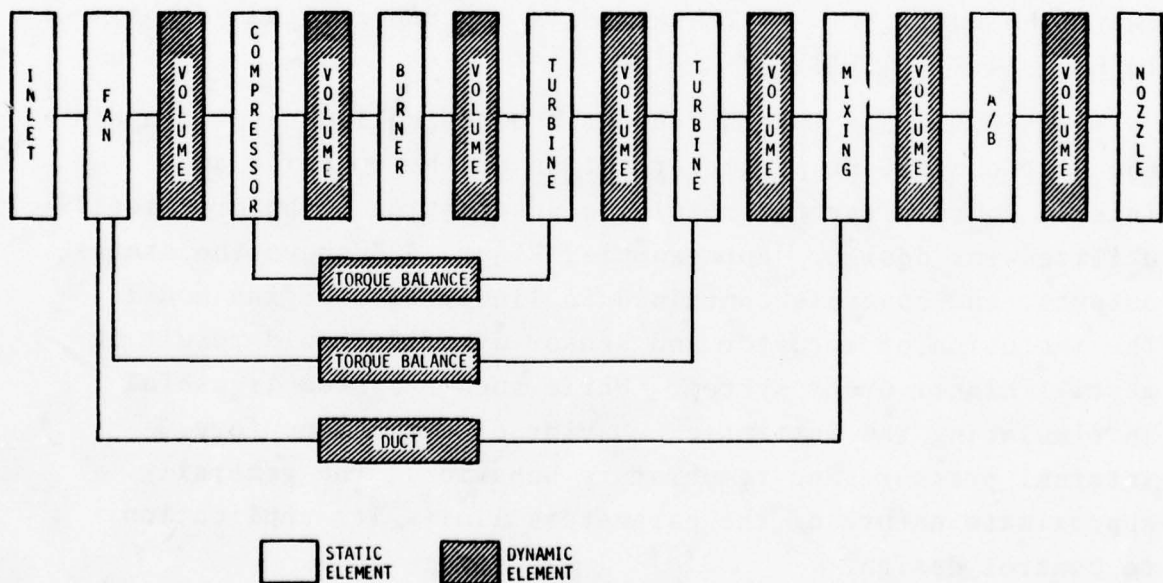 INLET
FAN
VOLUME
COMPRESSOR
VOLUME
BURNER
VOLUME
TURBINE
VOLUME
TURBINE
VOLUME
MIXING
VOLUME
A/B
VOLUME
NOZZLE
TORQUE BALANCE
TORQUE BALANCE
DUCT
STATIC
ELEMENT
DYNAMIC
ELEMENT